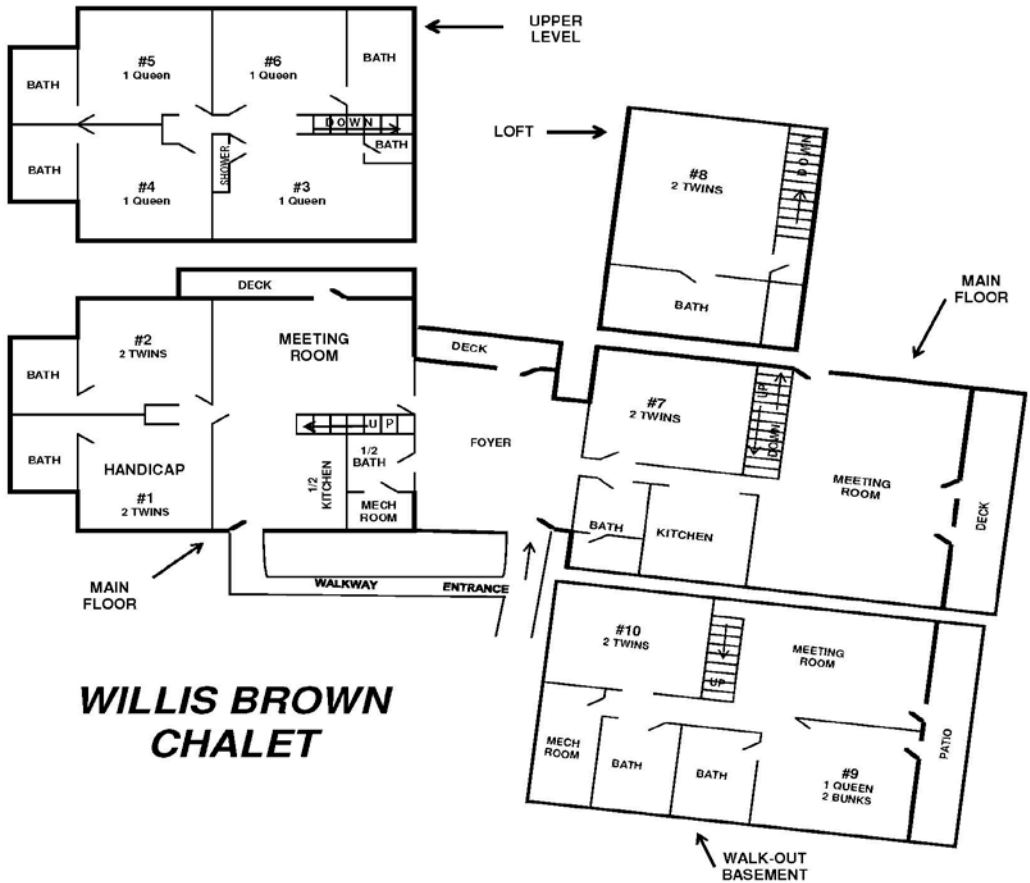 UPPER
LEVEL
#5
1 Queen
#6
1 Queen
BATH
BATH
DOWN
BATH
SHOWER
BATH
#4
1 Queen
#3
1 Queen
LOFT
#8
2 TWINS
DOWN
BATH
MAIN
FLOOR
DECK
#2
2 TWINS
MEETING
ROOM
BATH
DECK
UP
#7
2 TWINS
UP
DOWN
FOYER
1/2
BATH
BATH
HANDICAP
#1
2 TWINS
1/2
KITCHEN
MECH
ROOM
MEETING
ROOM
DECK
BATH
KITCHEN
MAIN
FLOOR
WALKWAY
ENTRANCE
#10
2 TWINS
MEETING
ROOM
UP
PATIO
MECH
ROOM
BATH
BATH
#9
1 QUEEN
2 BUNKS
WILLIS BROWN
CHALET
WALK-OUT
BASEMENT